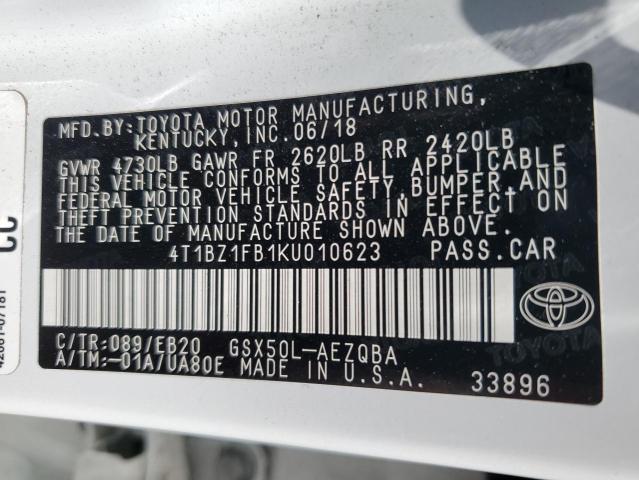 MFD.BY:TOYOTA MOTOR MANUFACTURING,
KENTUCKY,INC.06/18
GVWR 4730LB GAWR FR 2620LB RR 2420LB
THIS VEHICLE CONFORMS TO ALL APPLICABLE
FEDERAL MOTOR VEHICLE SAFETY,BUMPER,AND
THEFT PREVENTION STANDARDS IN EFFECT ON
THE DATE OF MANUFACTURE SHOWN ABOVE.
4T1BZ1FB1KU010623 PASS.CAR
C/TR:089/EB20 GSX50L-AEZQBA
A/TM:-01A/UA80E MADE IN U.S.A.
33896
TOYOTA
CC